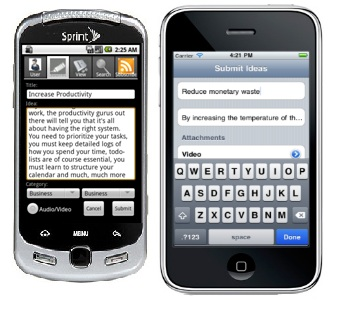 Sprint
2:25 AM
User
View
Search
Subscribe
Title:
Increase Productivity
Idea:
work, the productivity gurus out
there will tell you that it's all
about having the right system.
You need to prioritize your tasks,
you must keep detailed logs of
how you spend your time, todo-
lists are of course essential, you
must learn to structure your
calendar and much, much more
Category:
Business
Business
Audio/Video
Cancel
Submit
MENU
Carrier
4:21 PM
Submit Ideas
Reduce monetary waste
By increasing the temperature of th...
Attachments
Video
Q W E R T Y U I O P
A S D F G H J K L
Z X C V B N M
.?123
space
Done